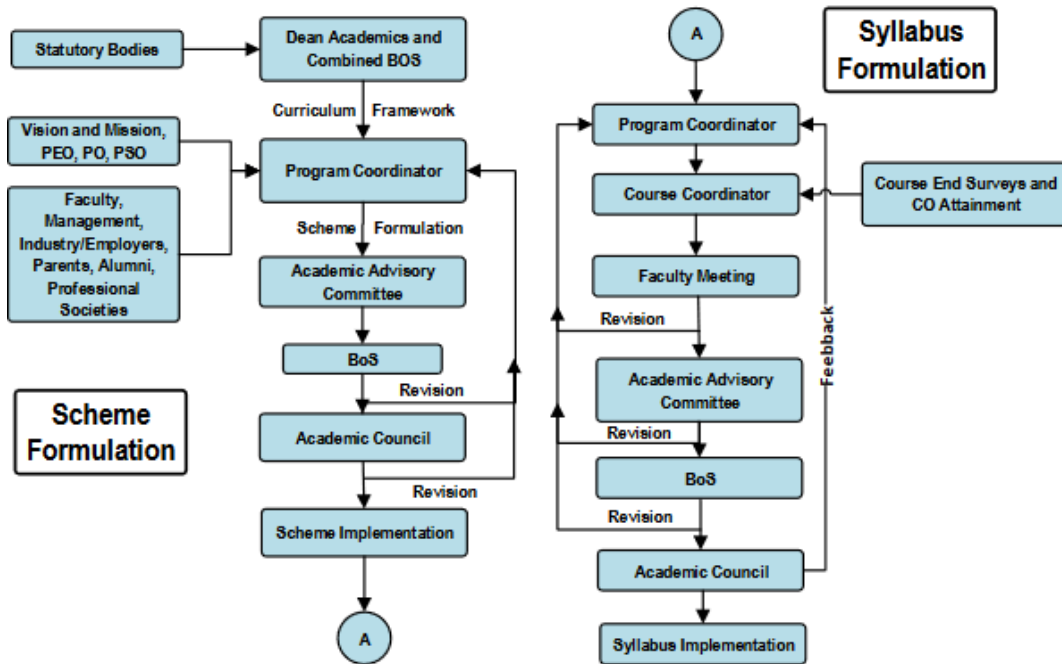 Statutory Bodies
Dean Academics and
Combined BOS
Curriculum Framework
Vision and Mission,
PEO, PO, PSO
Program Coordinator
Faculty,
Management,
Industry/Employers,
Parents, Alumni,
Professional
Societies
Scheme Formulation
Academic Advisory
Committee
BoS
Revision
Scheme
Formulation
Academic Council
Revision
Scheme Implementation
A
A
Syllabus
Formulation
Program Coordinator
Course Coordinator
Course End Surveys and
CO Attainment
Faculty Meeting
Revision
Feebback
Academic Advisory
Committee
Revision
BoS
Revision
Academic Council
Syllabus Implementation